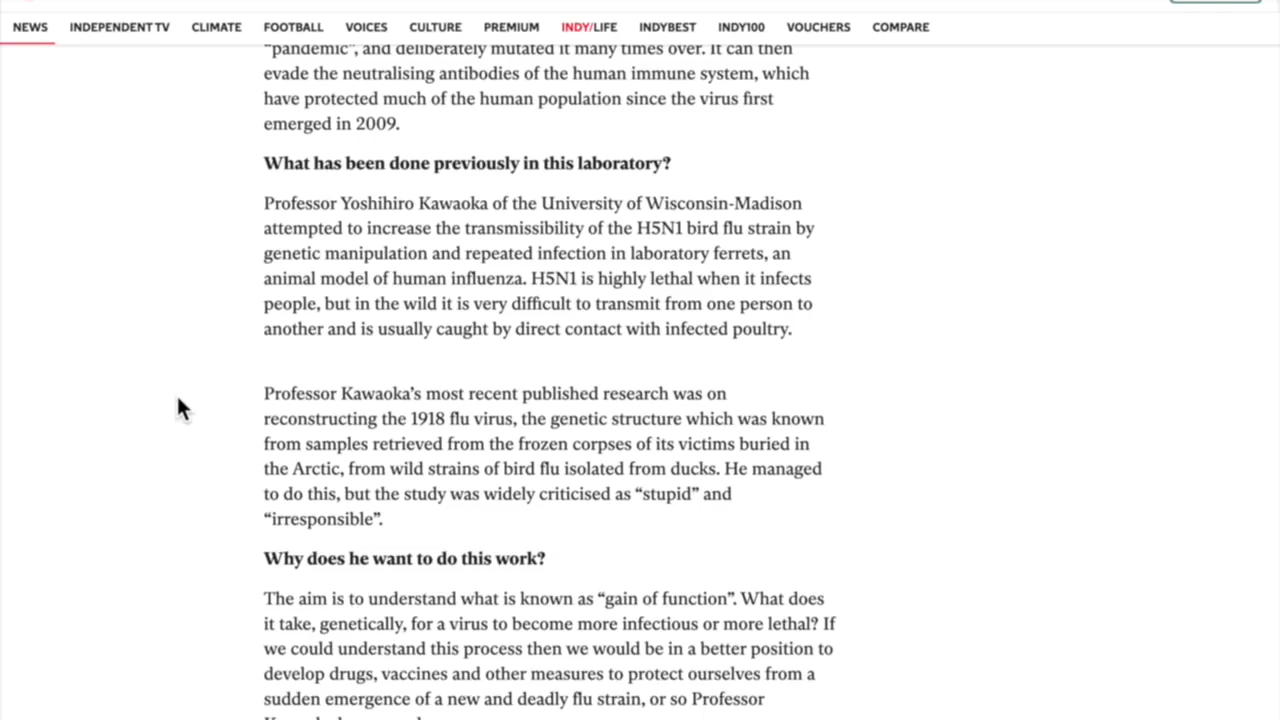 NEWS INDEPENDENT TV CLIMATE FOOTBALL VOICES CULTURE PREMIUM INDY/LIFE INDYBEST INDY100 VOUCHERS COMPARE
“pandemic”, and deliberately mutated it many times over. It can then
evade the neutralising antibodies of the human immune system, which
have protected much of the human population since the virus first
emerged in 2009.
What has been done previously in this laboratory?
Professor Yoshihiro Kawaoka of the University of Wisconsin-Madison
attempted to increase the transmissibility of the H5N1 bird flu strain by
genetic manipulation and repeated infection in laboratory ferrets, an
animal model of human influenza. H5N1 is highly lethal when it infects
people, but in the wild it is very difficult to transmit from one person to
another and is usually caught by direct contact with infected poultry.
Professor Kawaoka’s most recent published research was on
reconstructing the 1918 flu virus, the genetic structure which was known
from samples retrieved from the frozen corpses of its victims buried in
the Arctic, from wild strains of bird flu isolated from ducks. He managed
to do this, but the study was widely criticised as “stupid” and
“irresponsible”.
Why does he want to do this work?
The aim is to understand what is known as “gain of function”. What does
it take, genetically, for a virus to become more infectious or more lethal? If
we could understand this process then we would be in a better position to
develop drugs, vaccines and other measures to protect ourselves from a
sudden emergence of a new and deadly flu strain, or so Professor